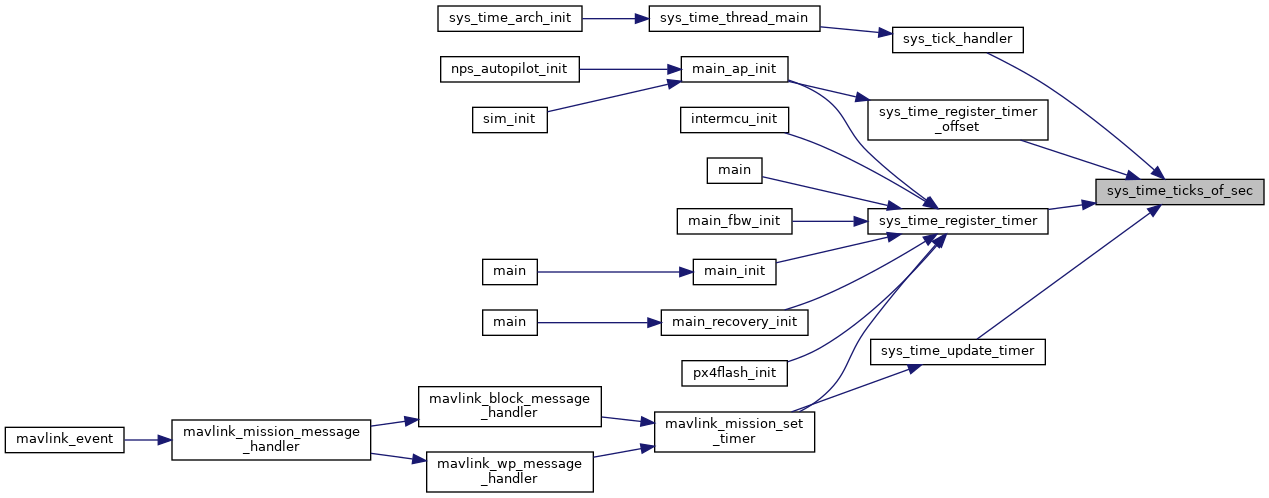 sys_time_arch_init
sys_time_thread_main
sys_tick_handler
nps_autopilot_init
main_ap_init
sim_init
intermcu_init
sys_time_register_timer
_offset
main
sys_time_ticks_of_sec
main_fbw_init
sys_time_register_timer
main
main_init
main
main_recovery_init
sys_time_update_timer
px4flash_init
mavlink_block_message
_handler
mavlink_event
mavlink_mission_message
_handler
mavlink_mission_set
_timer
mavlink_wp_message
_handler